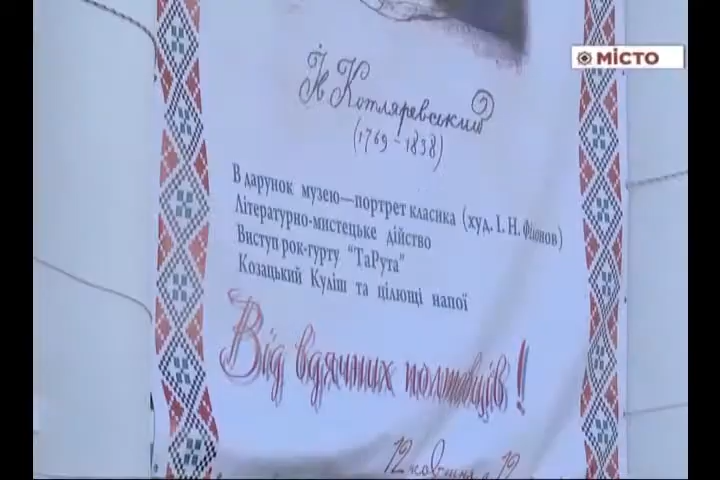 МІСТО
Ів Котляревський
(1769-1838)
В дарунок музею—портрет класика (худ. І. Н.
Літературно-мистецьке дійство
Виступ рок-гурту "ТаРута"
Козацький Куліш та цілющі напої
Від вдячних полтавців!
12 жовтня